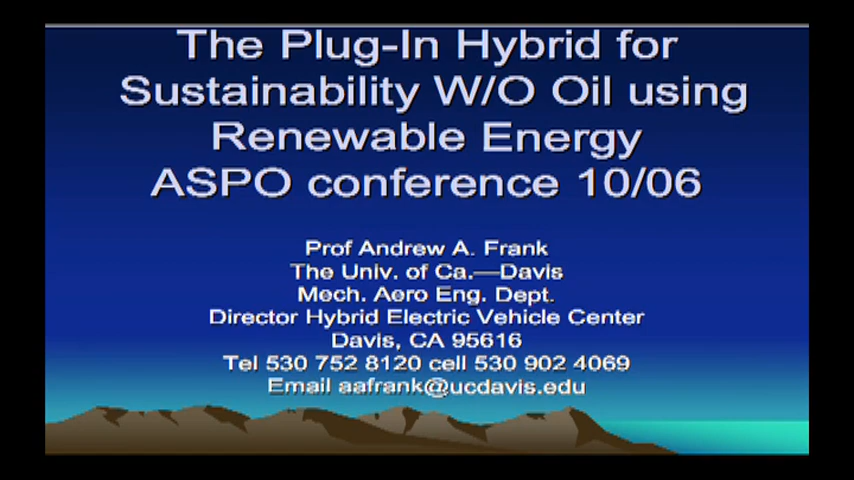 The Plug-In Hybrid for
Sustainability W/O Oil using
Renewable Energy
ASPO conference 10/06
Prof Andrew A. Frank
The Univ. of Ca.—Davis
Mech. Aero Eng. Dept.
Director Hybrid Electric Vehicle Center
Davis, CA 95616
Tel 530 752 8120 cell 530 902 4069
Email aafrank@ucdavis.edu